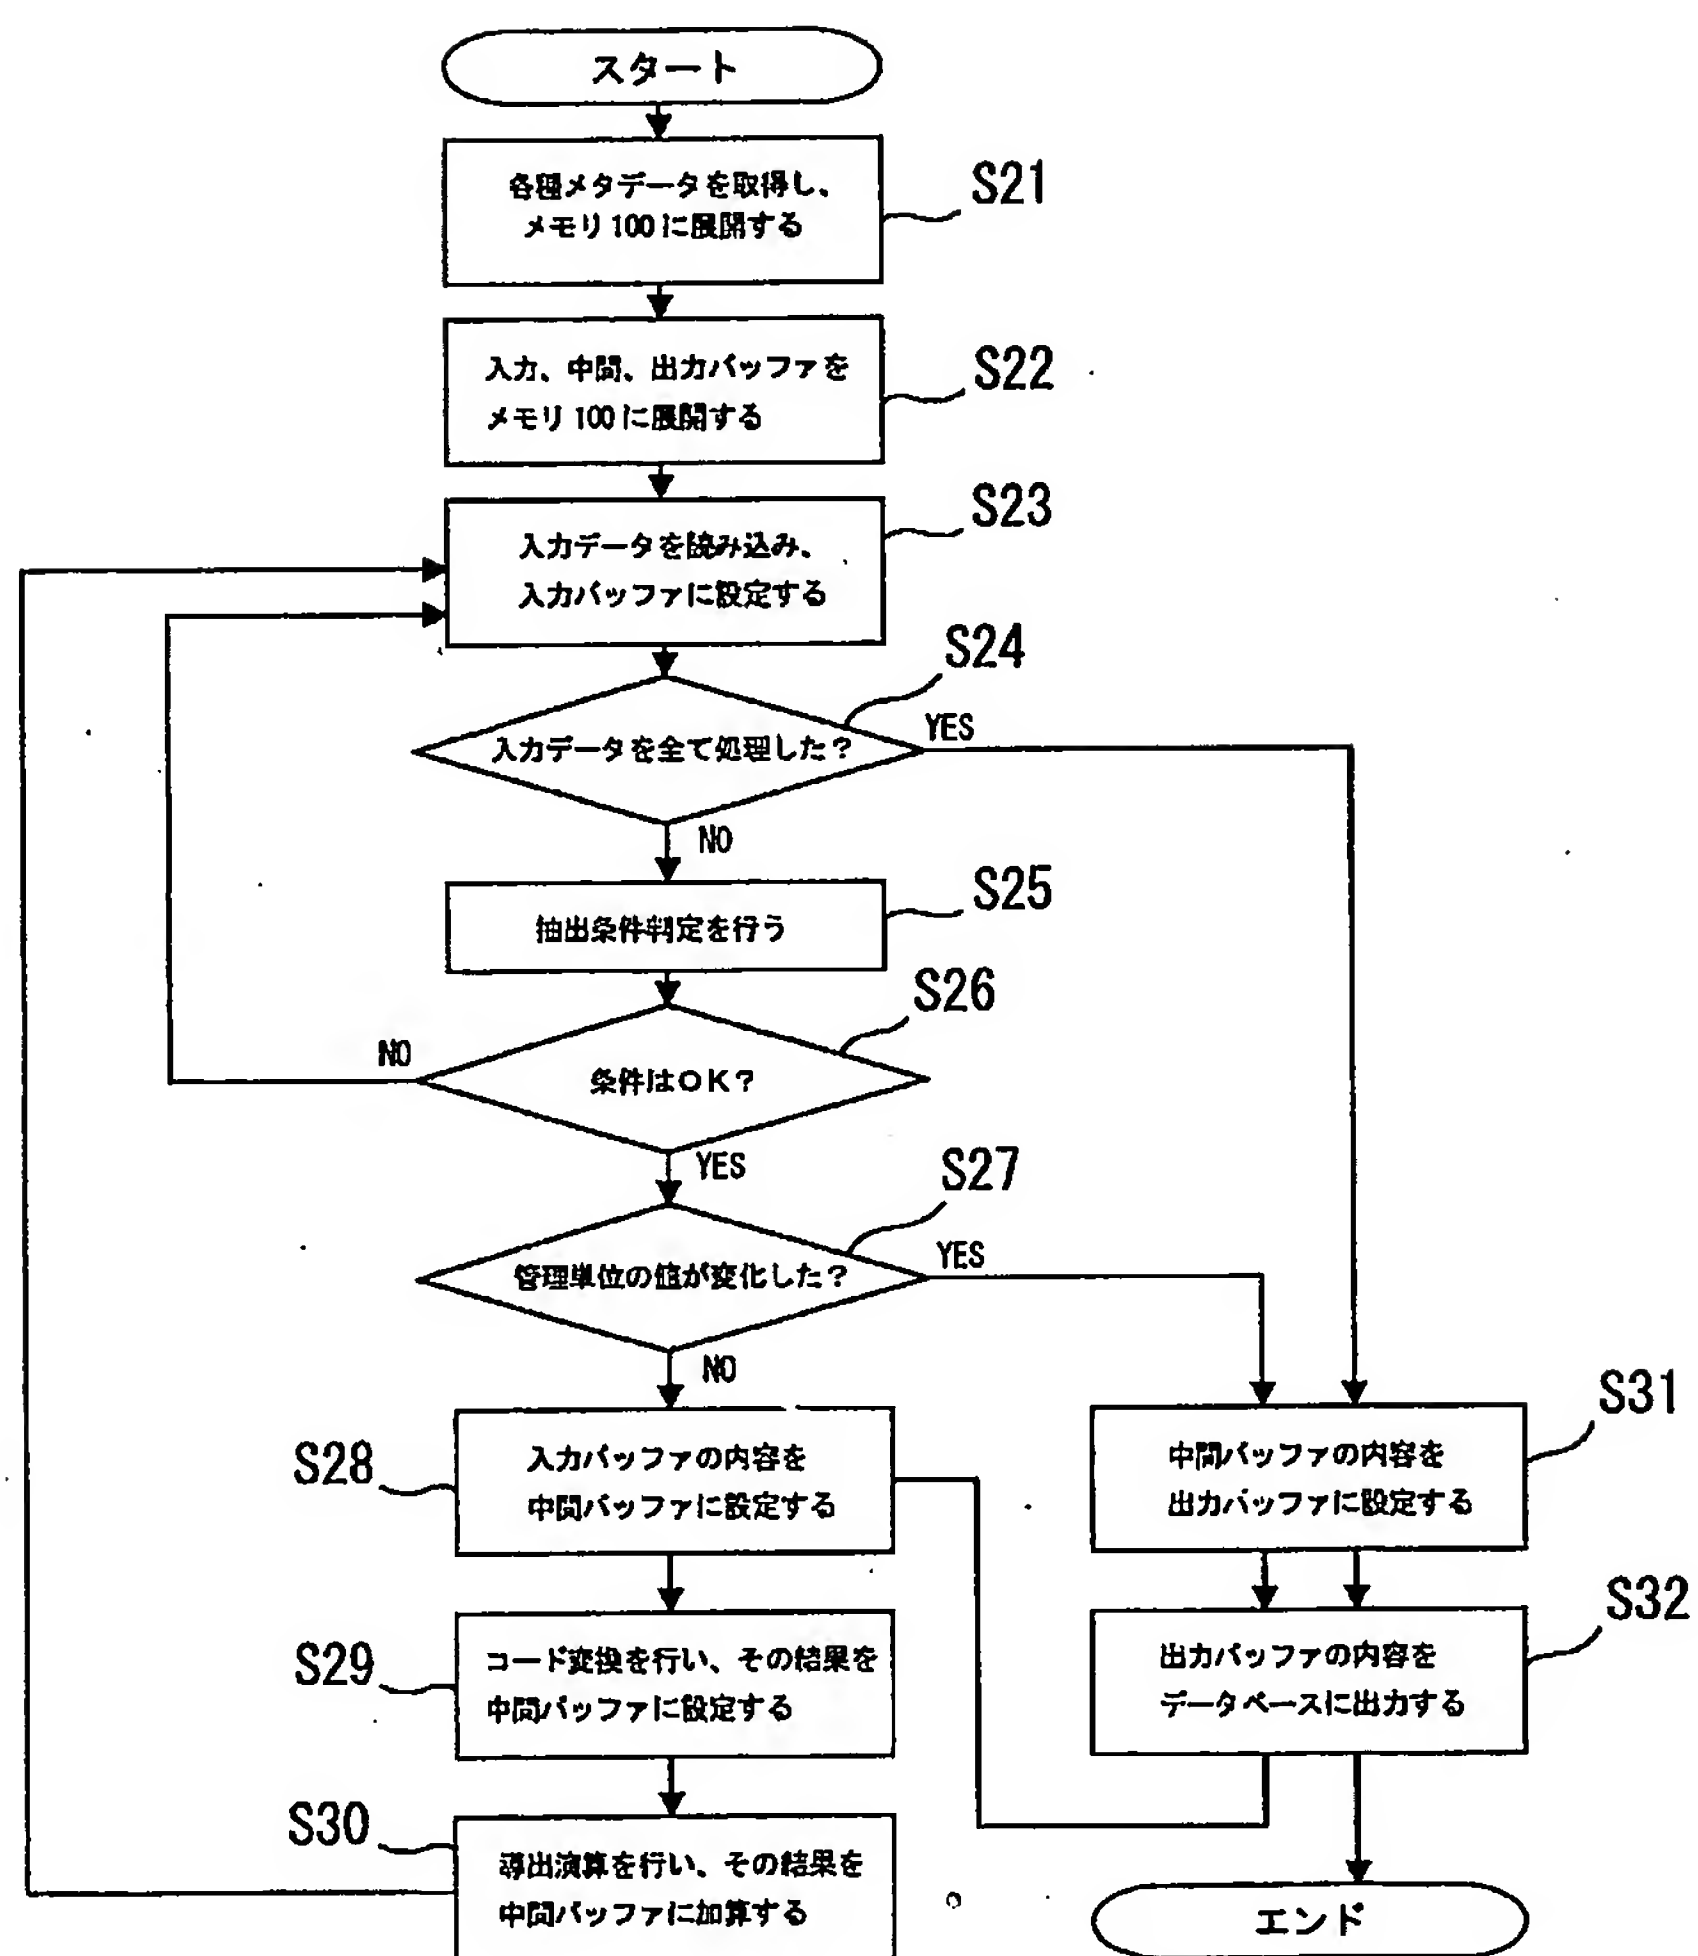 スタート
各種メタデータを取得し、
メモリ100に展開する
S21
入力、中間、出力バッファを
メモリ100に展開する
S22
入力データを読み込み、
入力バッファに設定する
S23
入力データを全て処理した?
S24
YES
NO
抽出条件判定を行う
S25
条件はOK?
S26
NO
YES
管理単位の値が変化した?
S27
YES
NO
入力バッファの内容を
中間バッファに設定する
S28
コード変換を行い、その結果を
中間バッファに設定する
S29
導出演算を行い、その結果を
中間バッファに加算する
S30
中間バッファの内容を
出力バッファに設定する
S31
出力バッファの内容を
データベースに出力する
S32
エンド